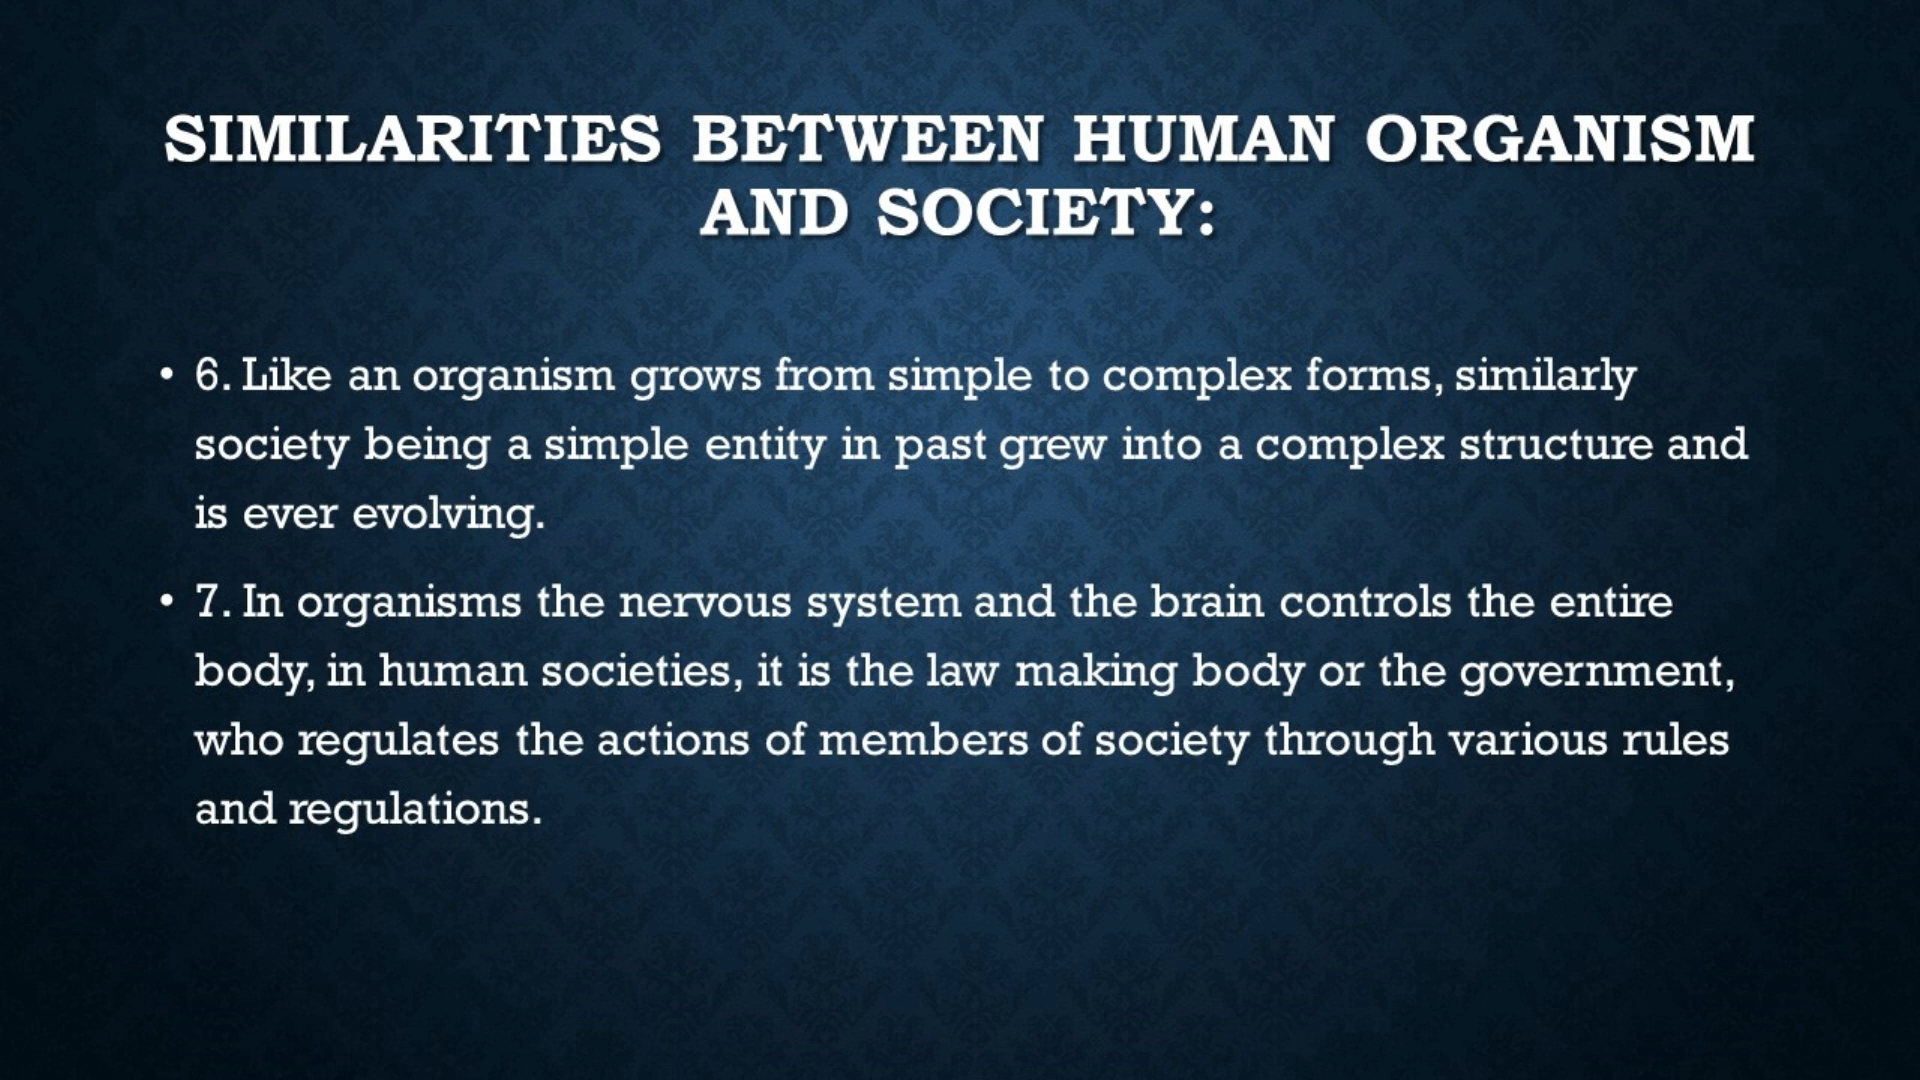 SIMILARITIES BETWEEN HUMAN ORGANISM
AND SOCIETY:
• 6. Like an organism grows from simple to complex forms, similarly
society being a simple entity in past grew into a complex structure and
is ever evolving.
• 7. In organisms the nervous system and the brain controls the entire
body, in human societies, it is the law making body or the government,
who regulates the actions of members of society through various rules
and regulations.